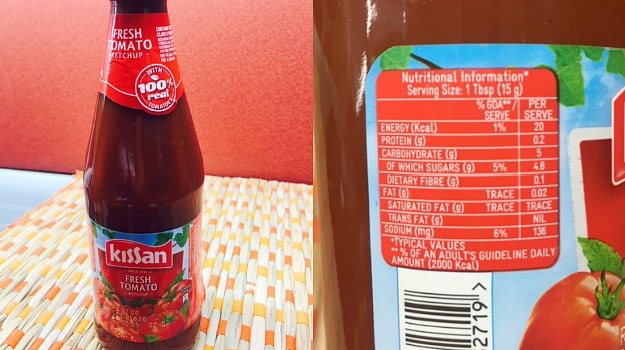 FRESH
TOMATO
KETCHUP
WITH
100%
real
TOMATOES
Kissan
SINCE 1934
FRESH
TOMATO
KETCHUP
Nutritional Information*
Serving Size: 1 Tbsp (15 g)
% GDA**/ SERVE PER SERVE
ENERGY (Kcal) 1% 20
PROTEIN (g) 0.2
CARBOHYDRATE (g) 5
OF WHICH SUGARS (g) 5% 4.8
DIETARY FIBRE (g) 0.1
FAT (g) TRACE 0.02
SATURATED FAT (g) TRACE TRACE
TRANS FAT (g) NIL
SODIUM (mg) 6% 136
*TYPICAL VALUES
** % OF AN ADULT'S GUIDELINE DAILY
AMOUNT (2000 Kcal)
02719 >